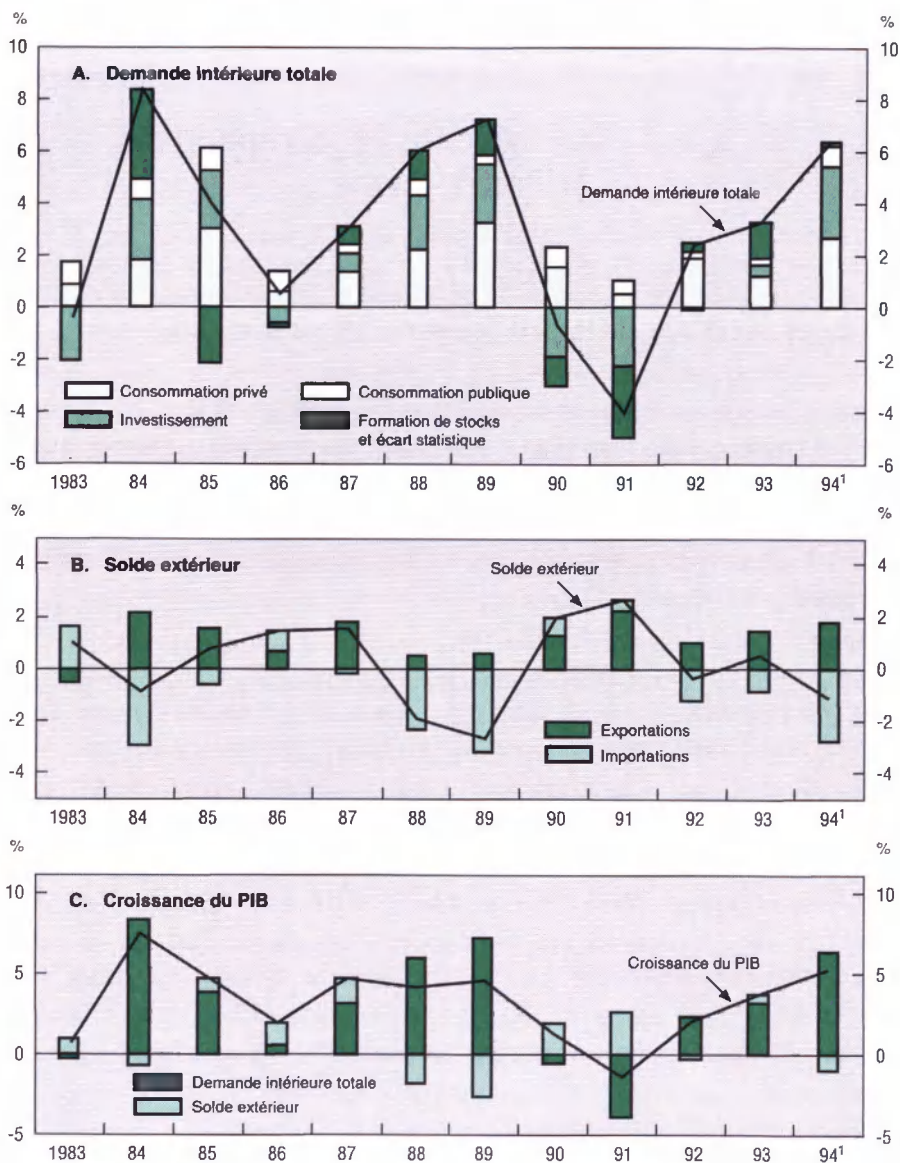 % %
10 10
A. Demande intérieure totale
8 8
6 6
Demande intérieure totale
4 4
2 2
0 0
-2 -2
Consommation privé Consommation publique
Investissement Formation de stocks
et écart statistique
-4 -4
-6 -6
1983 84 85 86 87 88 89 90 91 92 93 94¹
% %
B. Solde extérieur
Solde extérieur
4 4
2 2
0 0
Exportations
-2 -2
Importations
-4 -4
1983 84 85 86 87 88 89 90 91 92 93 94¹
% %
10 10
C. Croissance du PIB
Croissance du PIB
5 5
0 0
Demande intérieure totale
Solde extérieur
-5 -5
1983 84 85 86 87 88 89 90 91 92 93 94¹